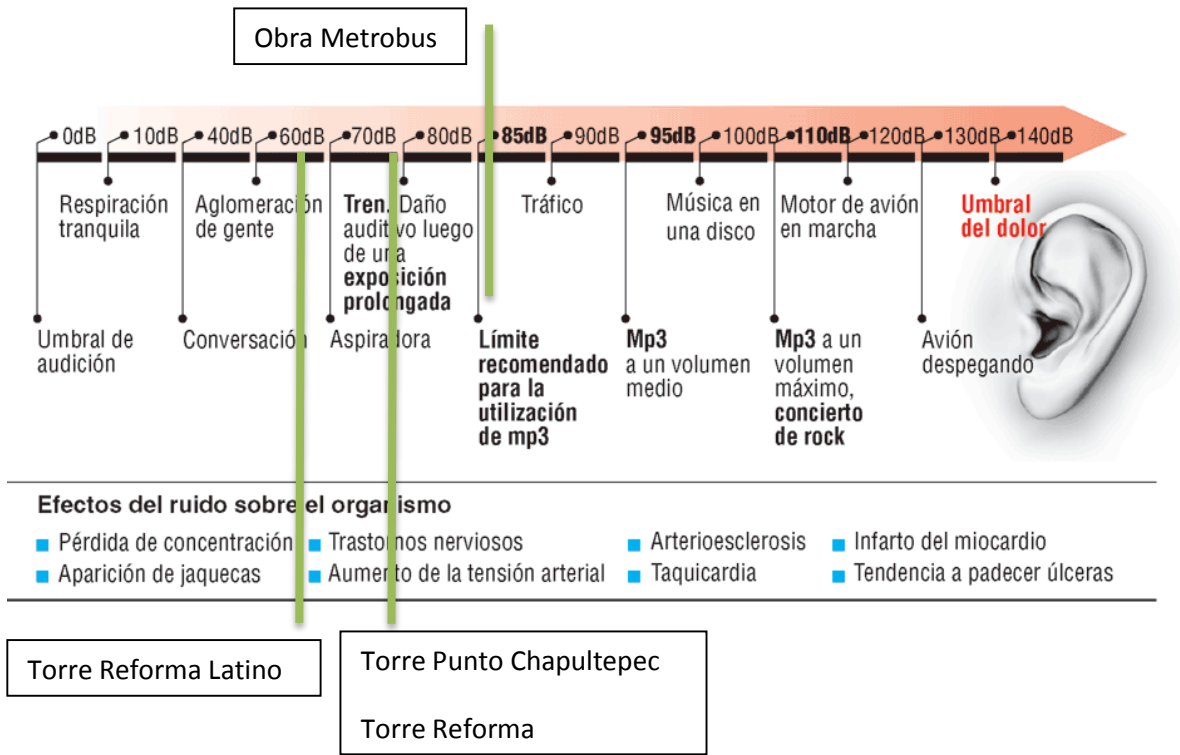 Obra Metrobus
0dB 10dB 40dB 60dB 70dB 80dB 85dB 90dB 95dB 100dB 110dB 120dB 130dB 140dB
Respiración
tranquila
Aglomeración
de gente
Tren. Daño
auditivo luego
de una
exposición
prolongada
Tráfico
Música en
una disco
Motor de avión
en marcha
Umbral
del dolor
Umbral de
audición
Conversación
Aspiradora
Límite
recomendado
para la
utilización
de mp3
Mp3
a un volumen
medio
Mp3 a un
volumen
máximo,
concierto
de rock
Avión
despegando
Efectos del ruido sobre el organismo
Pérdida de concentración Trastornos nerviosos Arterioesclerosis Infarto del miocardio
Aparición de jaquecas Aumento de la tensión arterial Taquicardia Tendencia a padecer úlceras
Torre Reforma Latino
Torre Punto Chapultepec
Torre Reforma